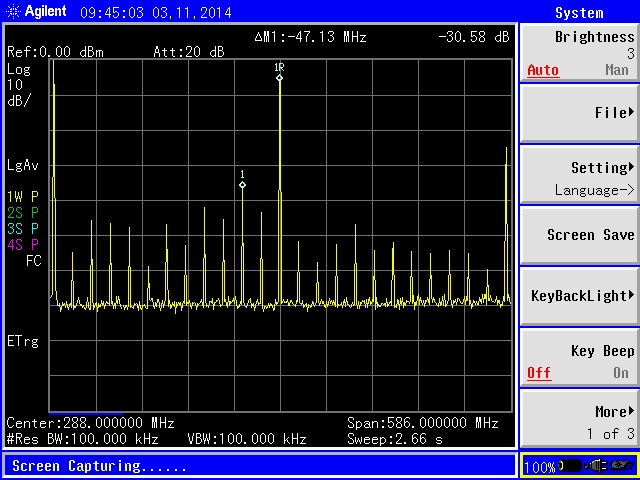 Agilent 09:45:03 03,11,2014
System
ΔM1:-47.13 MHz -30.58 dB
Ref:0.00 dBm Att:20 dB
Log
10
dB/
1R
1
LgAv
1W P
2S P
3S P
4S P
FC
ETrg
Center:288.000000 MHz Span:586.000000 MHz
#Res BW:100.000 kHz VBW:100.000 kHz Sweep:2.66 s
Screen Capturing......
Brightness
3
Auto Man
File
Setting
Language->
Screen Save
KeyBackLight
Key Beep
Off On
More
1 of 3
100%